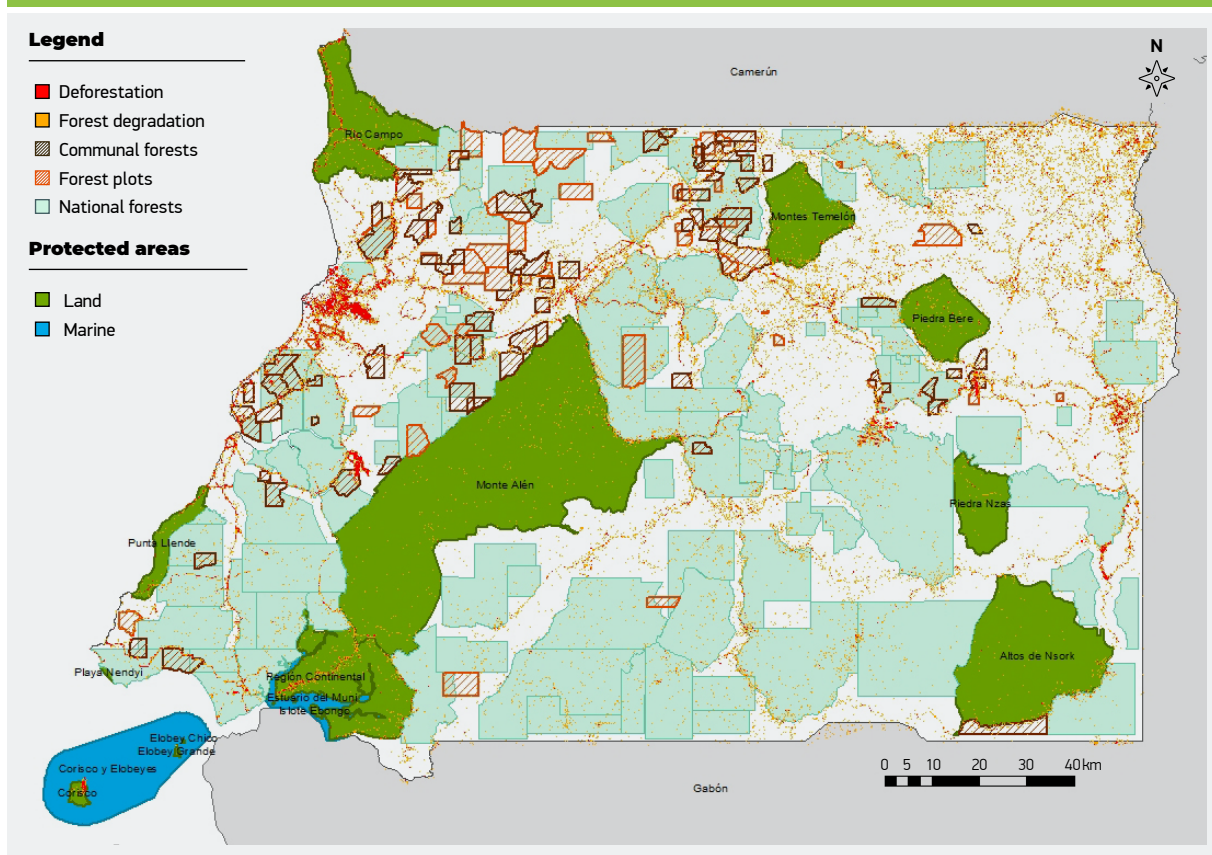 Legend
Deforestation
Forest degradation
Communal forests
Forest plots
National forests
Protected areas
Land
Marine
N
Camerún
Río Campo
Montes Temelón
Piedra Bere
Monte Alén
Piedra Nzas
Punta Llende
Altos de Nsork
Playa Nendyi
Región Continental
Estuario del Muni
Islote Ebongo
Elobey Chico
Elobey Grande
Corisco y Elobeyes
Corisco
Gabón
0 5 10 20 30 40 km